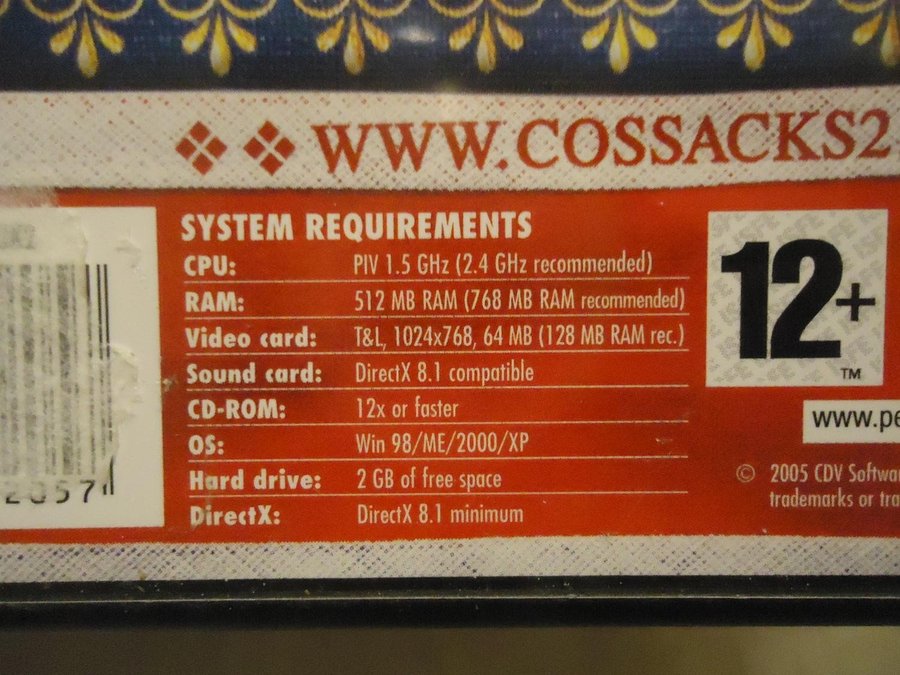 WWW.COSSACKS2
SYSTEM REQUIREMENTS
CPU: PIV 1.5 GHz (2.4 GHz recommended)
RAM: 512 MB RAM (768 MB RAM recommended)
Video card: T&L, 1024x768, 64 MB (128 MB RAM rec.)
Sound card: DirectX 8.1 compatible
CD-ROM: 12x or faster
OS: Win 98/ME/2000/XP
Hard drive: 2 GB of free space
DirectX: DirectX 8.1 minimum
12+
TM
www.pe
© 2005 CDV Softwar
trademarks or tra